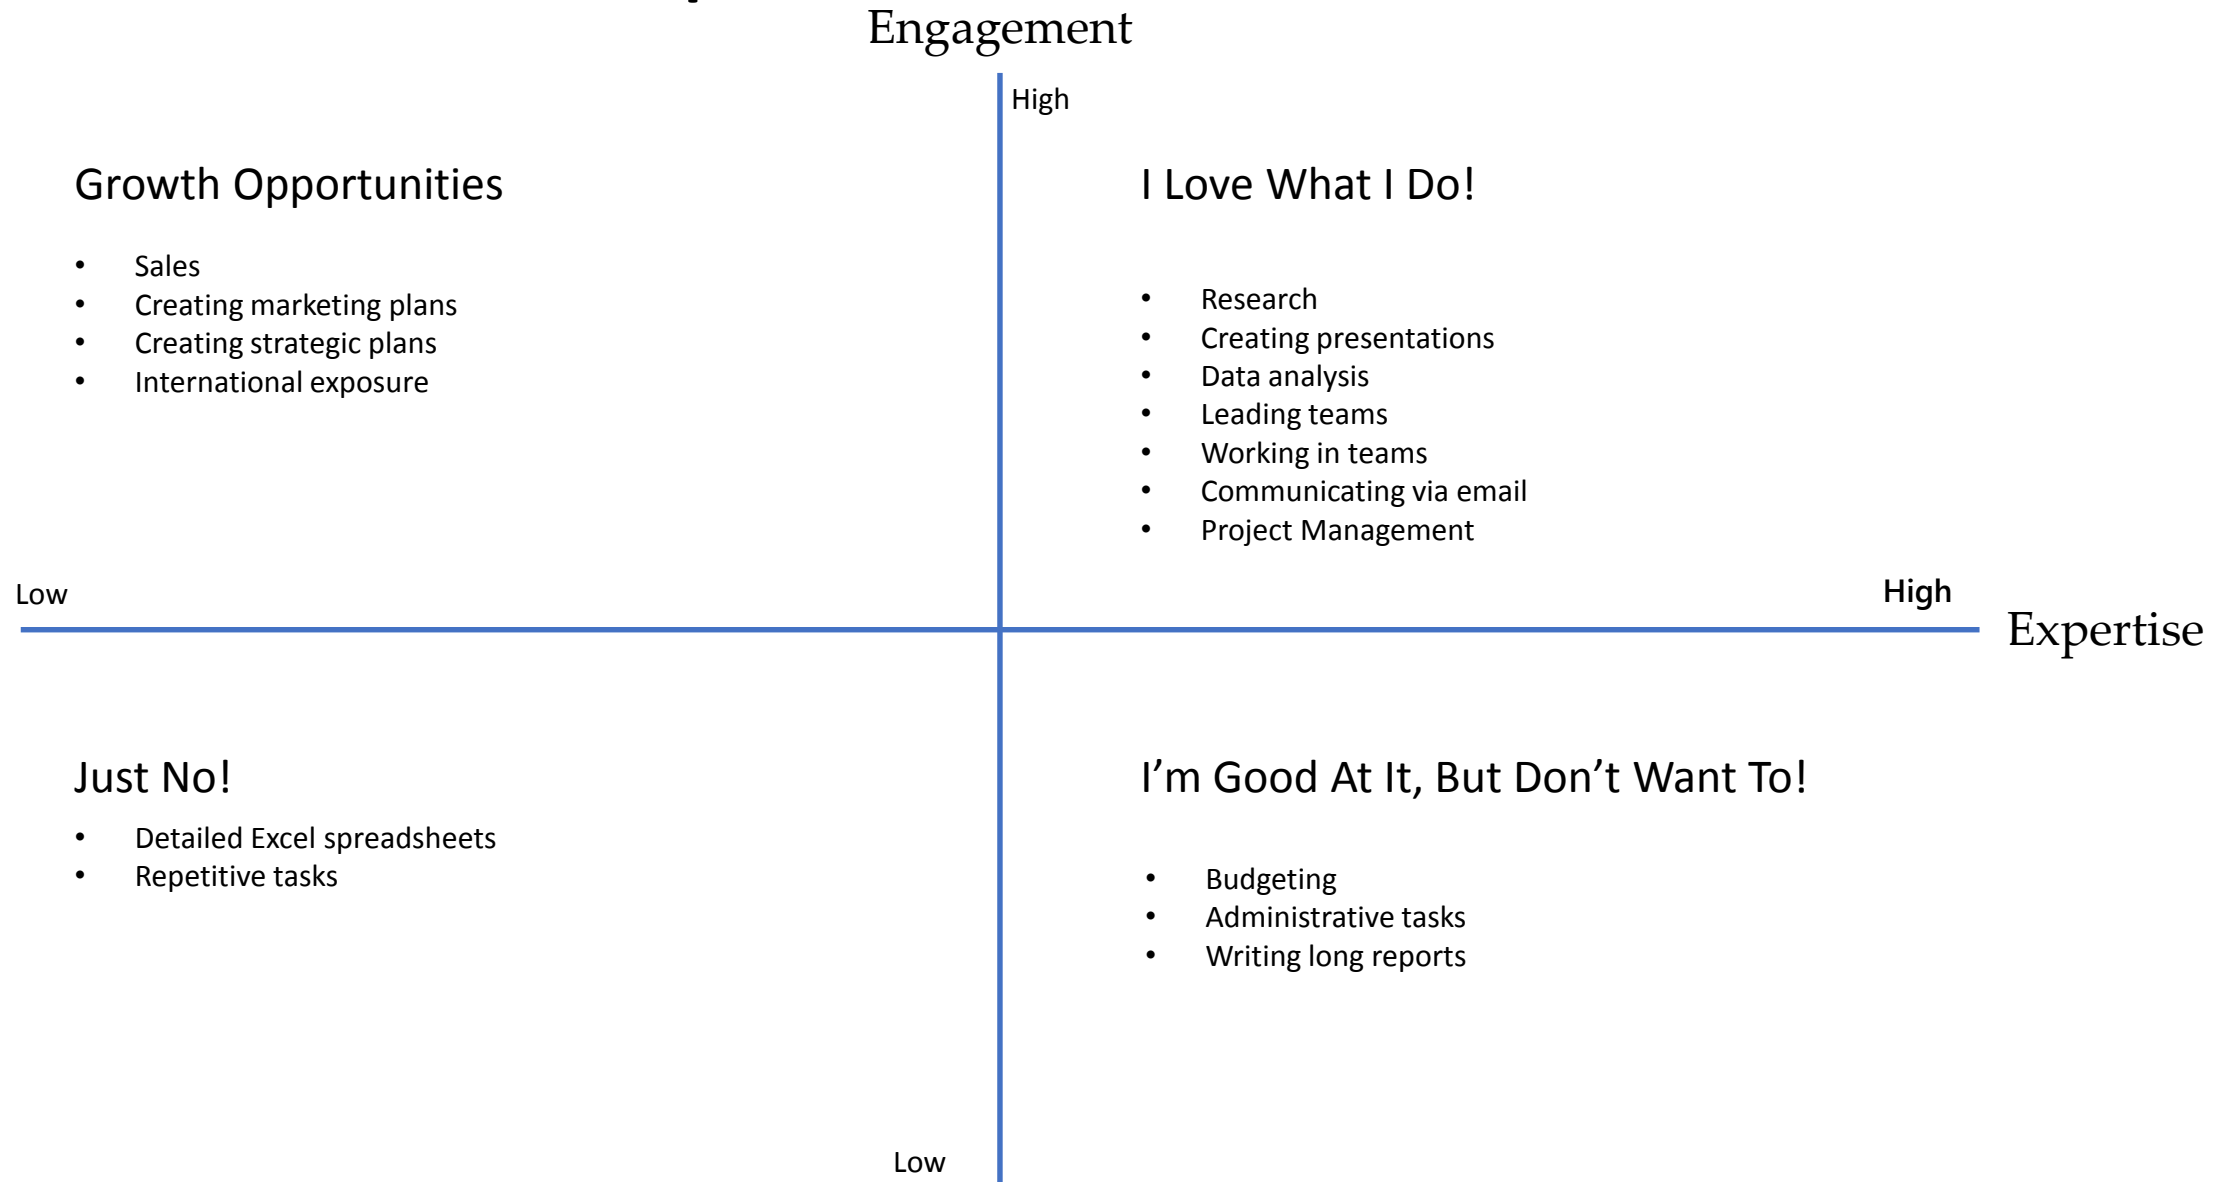 Engagement
High
Growth Opportunities
• Sales
• Creating marketing plans
• Creating strategic plans
• International exposure
I Love What I Do!
• Research
• Creating presentations
• Data analysis
• Leading teams
• Working in teams
• Communicating via email
• Project Management
Low
High
Expertise
Just No!
• Detailed Excel spreadsheets
• Repetitive tasks
I’m Good At It, But Don’t Want To!
• Budgeting
• Administrative tasks
• Writing long reports
Low